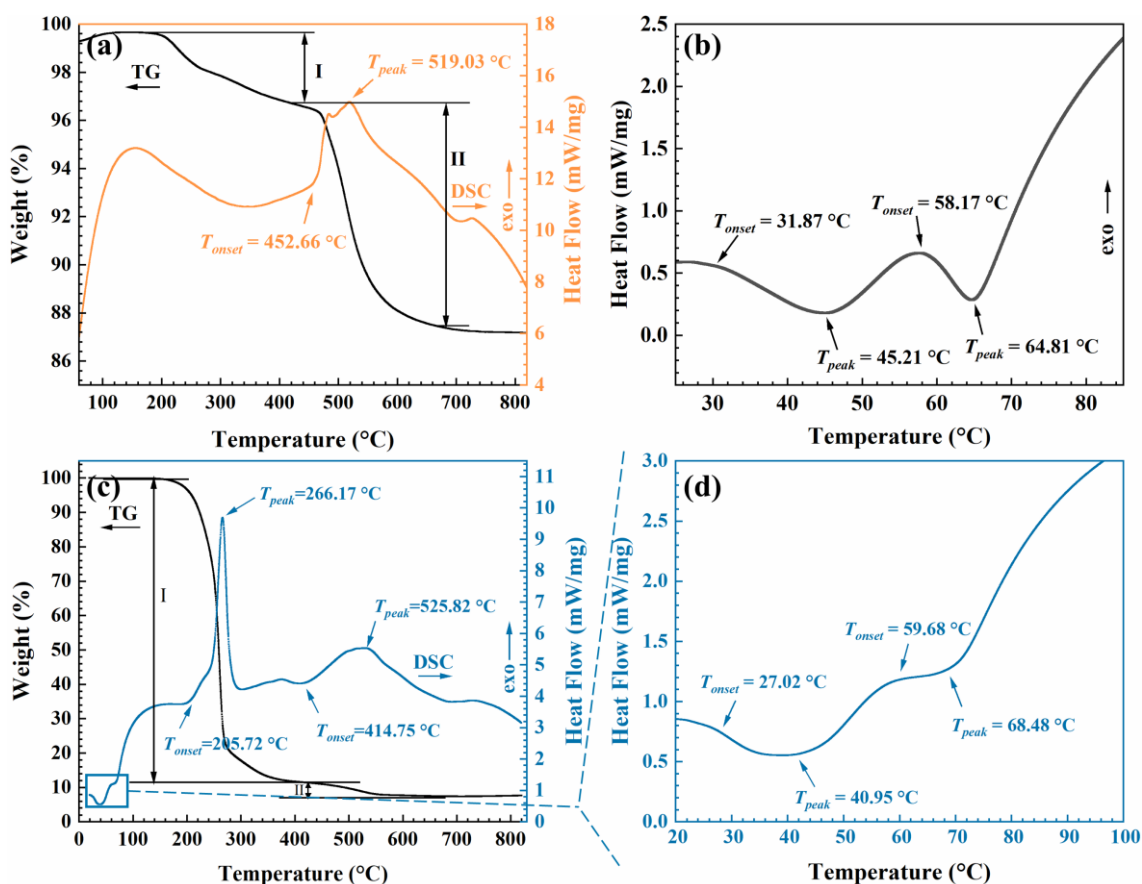 (a)
100
98
96
94
92
90
88
86
Weight (%)
TG
I
II
T_peak = 519.03 °C
T_onset = 452.66 °C
DSC
exo
18
16
14
12
10
8
6
4
Heat Flow (mW/mg)
100 200 300 400 500 600 700 800
Temperature (°C)
(b)
2.5
2.0
1.5
1.0
0.5
0.0
Heat Flow (mW/mg)
T_onset = 31.87 °C
T_onset = 58.17 °C
T_peak = 45.21 °C
T_peak = 64.81 °C
exo
30 40 50 60 70 80
Temperature (°C)
(c)
100
90
80
70
60
50
40
30
20
10
0
Weight (%)
TG
I
II
T_peak=266.17 °C
T_peak=525.82 °C
T_onset=205.72 °C
T_onset=414.75 °C
DSC
exo
11
10
9
8
7
6
5
4
3
2
1
0
Heat Flow (mW/mg)
0 100 200 300 400 500 600 700 800
Temperature (°C)
(d)
3.0
2.5
2.0
1.5
1.0
0.5
0.0
Heat Flow (mW/mg)
T_onset = 27.02 °C
T_onset = 59.68 °C
T_peak = 68.48 °C
T_peak = 40.95 °C
20 30 40 50 60 70 80 90 100
Temperature (°C)